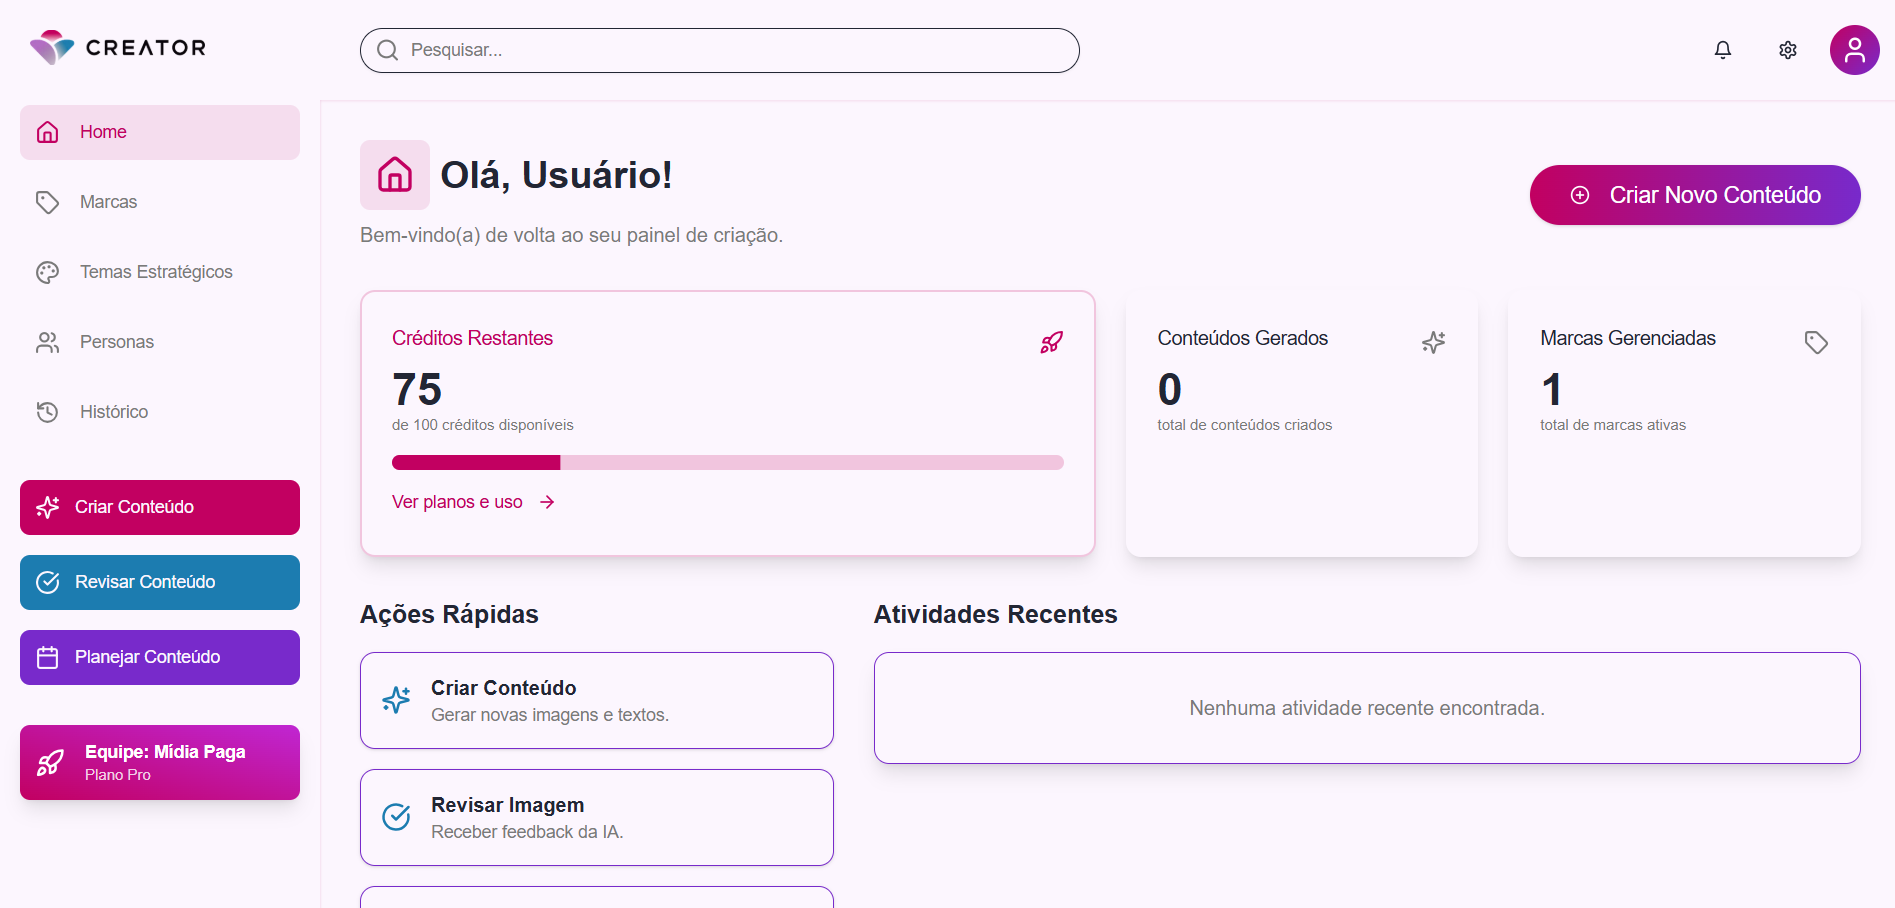 CREATOR
Pesquisar...
Home
Marcas
Temas Estratégicos
Personas
Histórico
Criar Conteúdo
Revisar Conteúdo
Planejar Conteúdo
Equipe: Mídia Paga
Plano Pro
Olá, Usuário!
Bem-vindo(a) de volta ao seu painel de criação.
Criar Novo Conteúdo
Créditos Restantes
75
de 100 créditos disponíveis
Ver planos e uso
Conteúdos Gerados
0
total de conteúdos criados
Marcas Gerenciadas
1
total de marcas ativas
Ações Rápidas
Criar Conteúdo
Gerar novas imagens e textos.
Revisar Imagem
Receber feedback da IA.
Atividades Recentes
Nenhuma atividade recente encontrada.